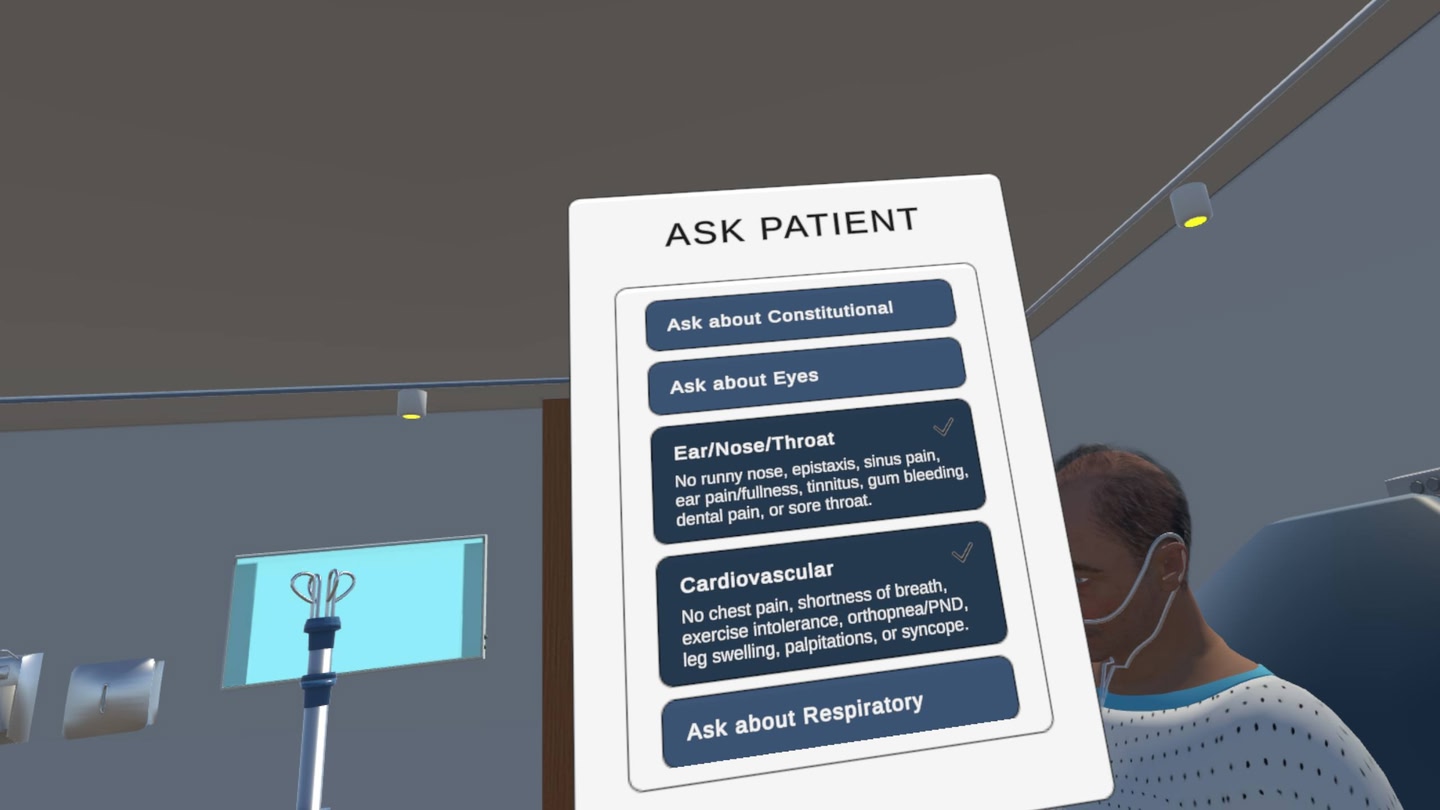 ASK PATIENT
Ask about Constitutional
Ask about Eyes
Ear/Nose/Throat
No runny nose, epistaxis, sinus pain,
ear pain/fullness, tinnitus, gum bleeding,
dental pain, or sore throat.
Cardiovascular
No chest pain, shortness of breath,
exercise intolerance, orthopnea/PND,
leg swelling, palpitations, or syncope.
Ask about Respiratory